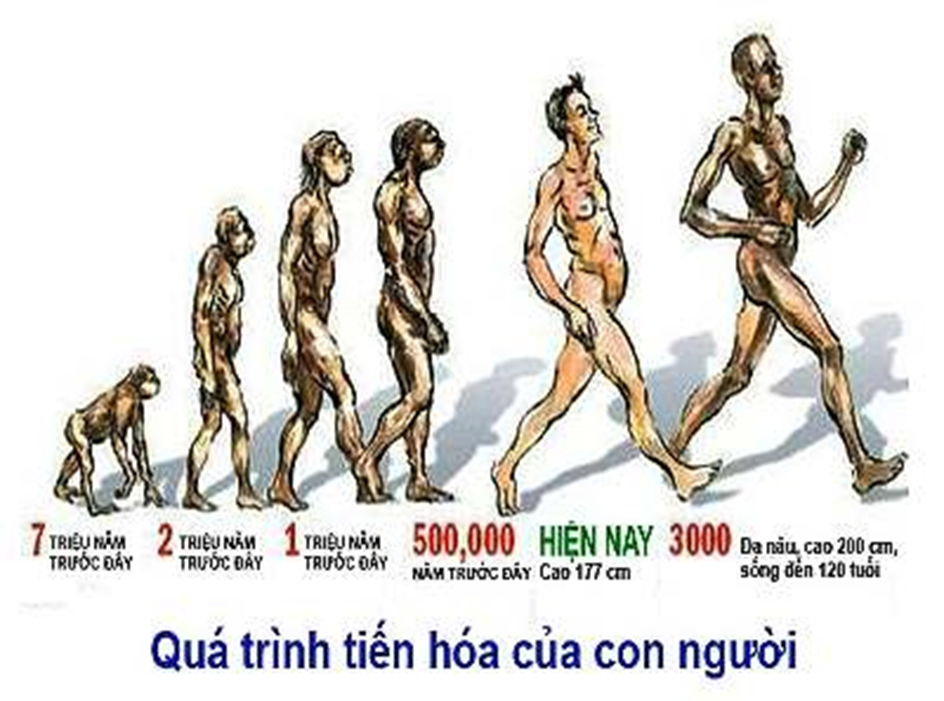 7 TRIỆU NĂM TRƯỚC ĐÂY
2 TRIỆU NĂM TRƯỚC ĐÂY
1 TRIỆU NĂM TRƯỚC ĐÂY
500,000 NĂM TRƯỚC ĐÂY
HIỆN NAY
Cao 177 cm
3000 Da nâu, cao 200 cm,
sống đến 120 tuổi
Quá trình tiến hóa của con người